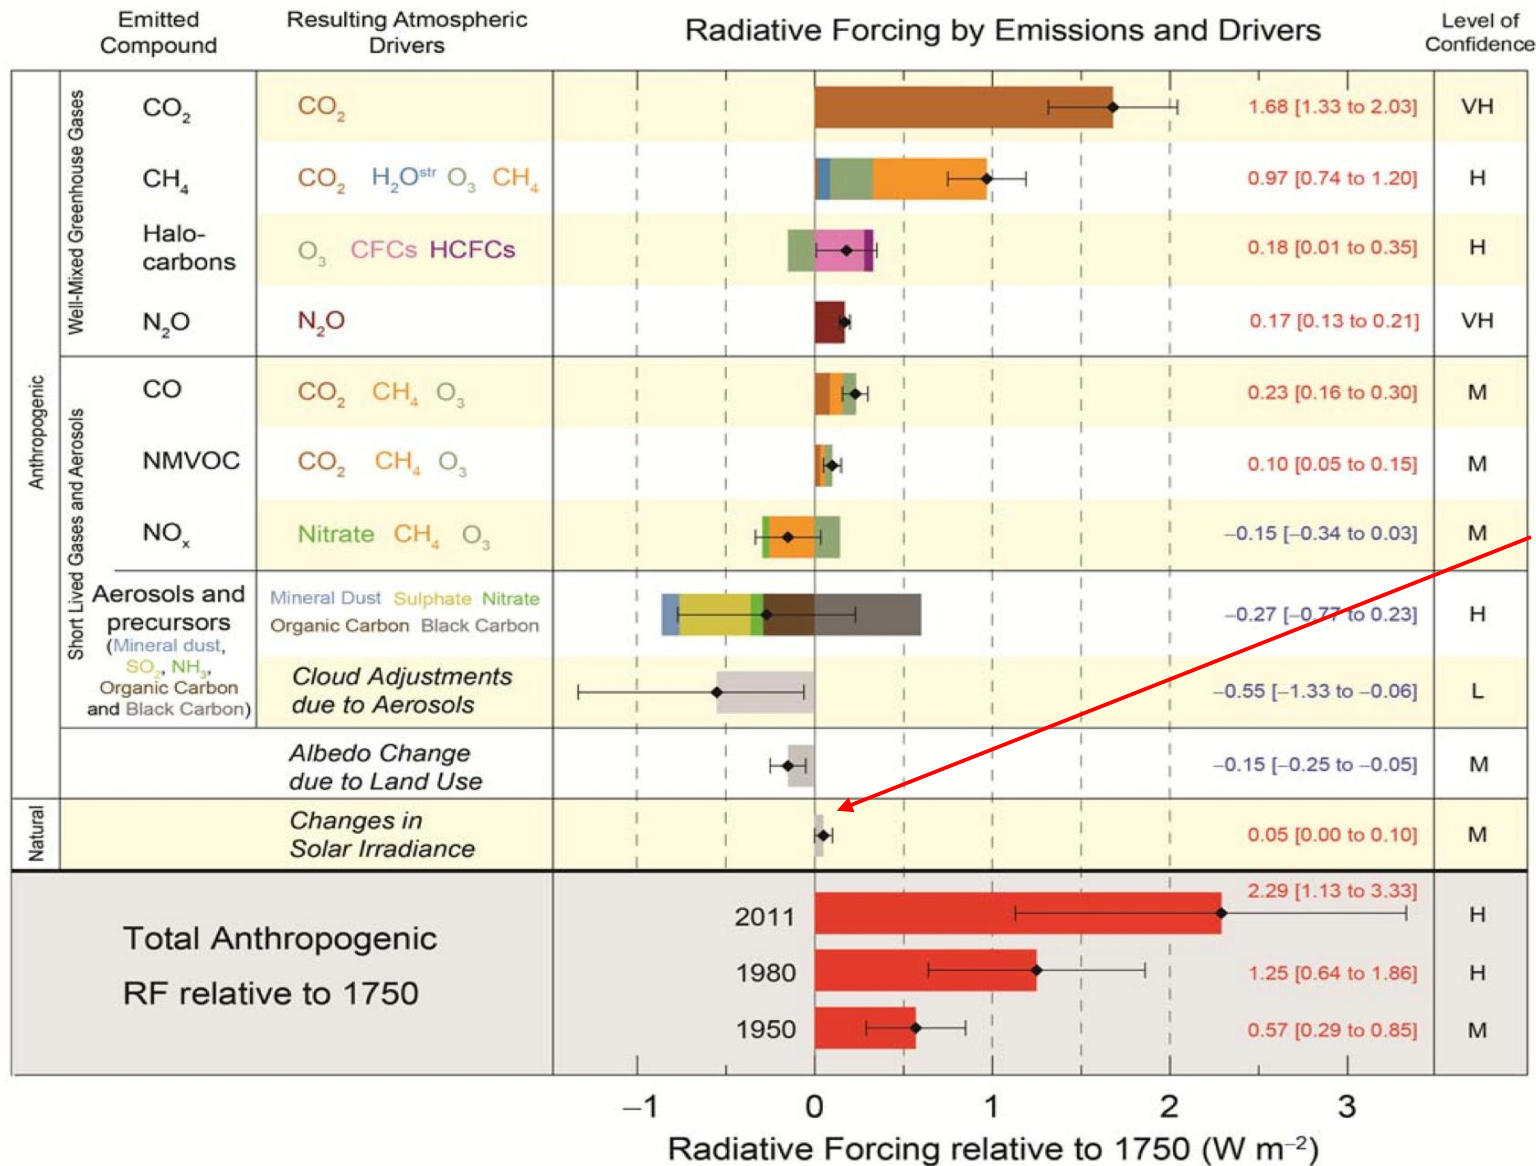 Emitted
Compound
Resulting Atmospheric
Drivers
Radiative Forcing by Emissions and Drivers
Level of
Confidence
Anthropogenic
Well-Mixed Greenhouse Gases
CO₂
CO₂
1.68 [1.33 to 2.03]
VH
CH₄
CO₂ H₂Oˢᵗʳ O₃ CH₄
0.97 [0.74 to 1.20]
H
Halo-
carbons
O₃ CFCs HCFCs
0.18 [0.01 to 0.35]
H
N₂O
N₂O
0.17 [0.13 to 0.21]
VH
Short Lived Gases and Aerosols
CO
CO₂ CH₄ O₃
0.23 [0.16 to 0.30]
M
NMVOC
CO₂ CH₄ O₃
0.10 [0.05 to 0.15]
M
NOₓ
Nitrate CH₄ O₃
−0.15 [−0.34 to 0.03]
M
Aerosols and
precursors
(Mineral dust,
SO₂, NH₃,
Organic Carbon
and Black Carbon)
Mineral Dust Sulphate Nitrate
Organic Carbon Black Carbon
−0.27 [−0.77 to 0.23]
H
Cloud Adjustments
due to Aerosols
−0.55 [−1.33 to −0.06]
L
Albedo Change
due to Land Use
−0.15 [−0.25 to −0.05]
M
Natural
Changes in
Solar Irradiance
0.05 [0.00 to 0.10]
M
Total Anthropogenic
RF relative to 1750
2011
2.29 [1.13 to 3.33]
H
1980
1.25 [0.64 to 1.86]
H
1950
0.57 [0.29 to 0.85]
M
−1 0 1 2 3
Radiative Forcing relative to 1750 (W m⁻²)